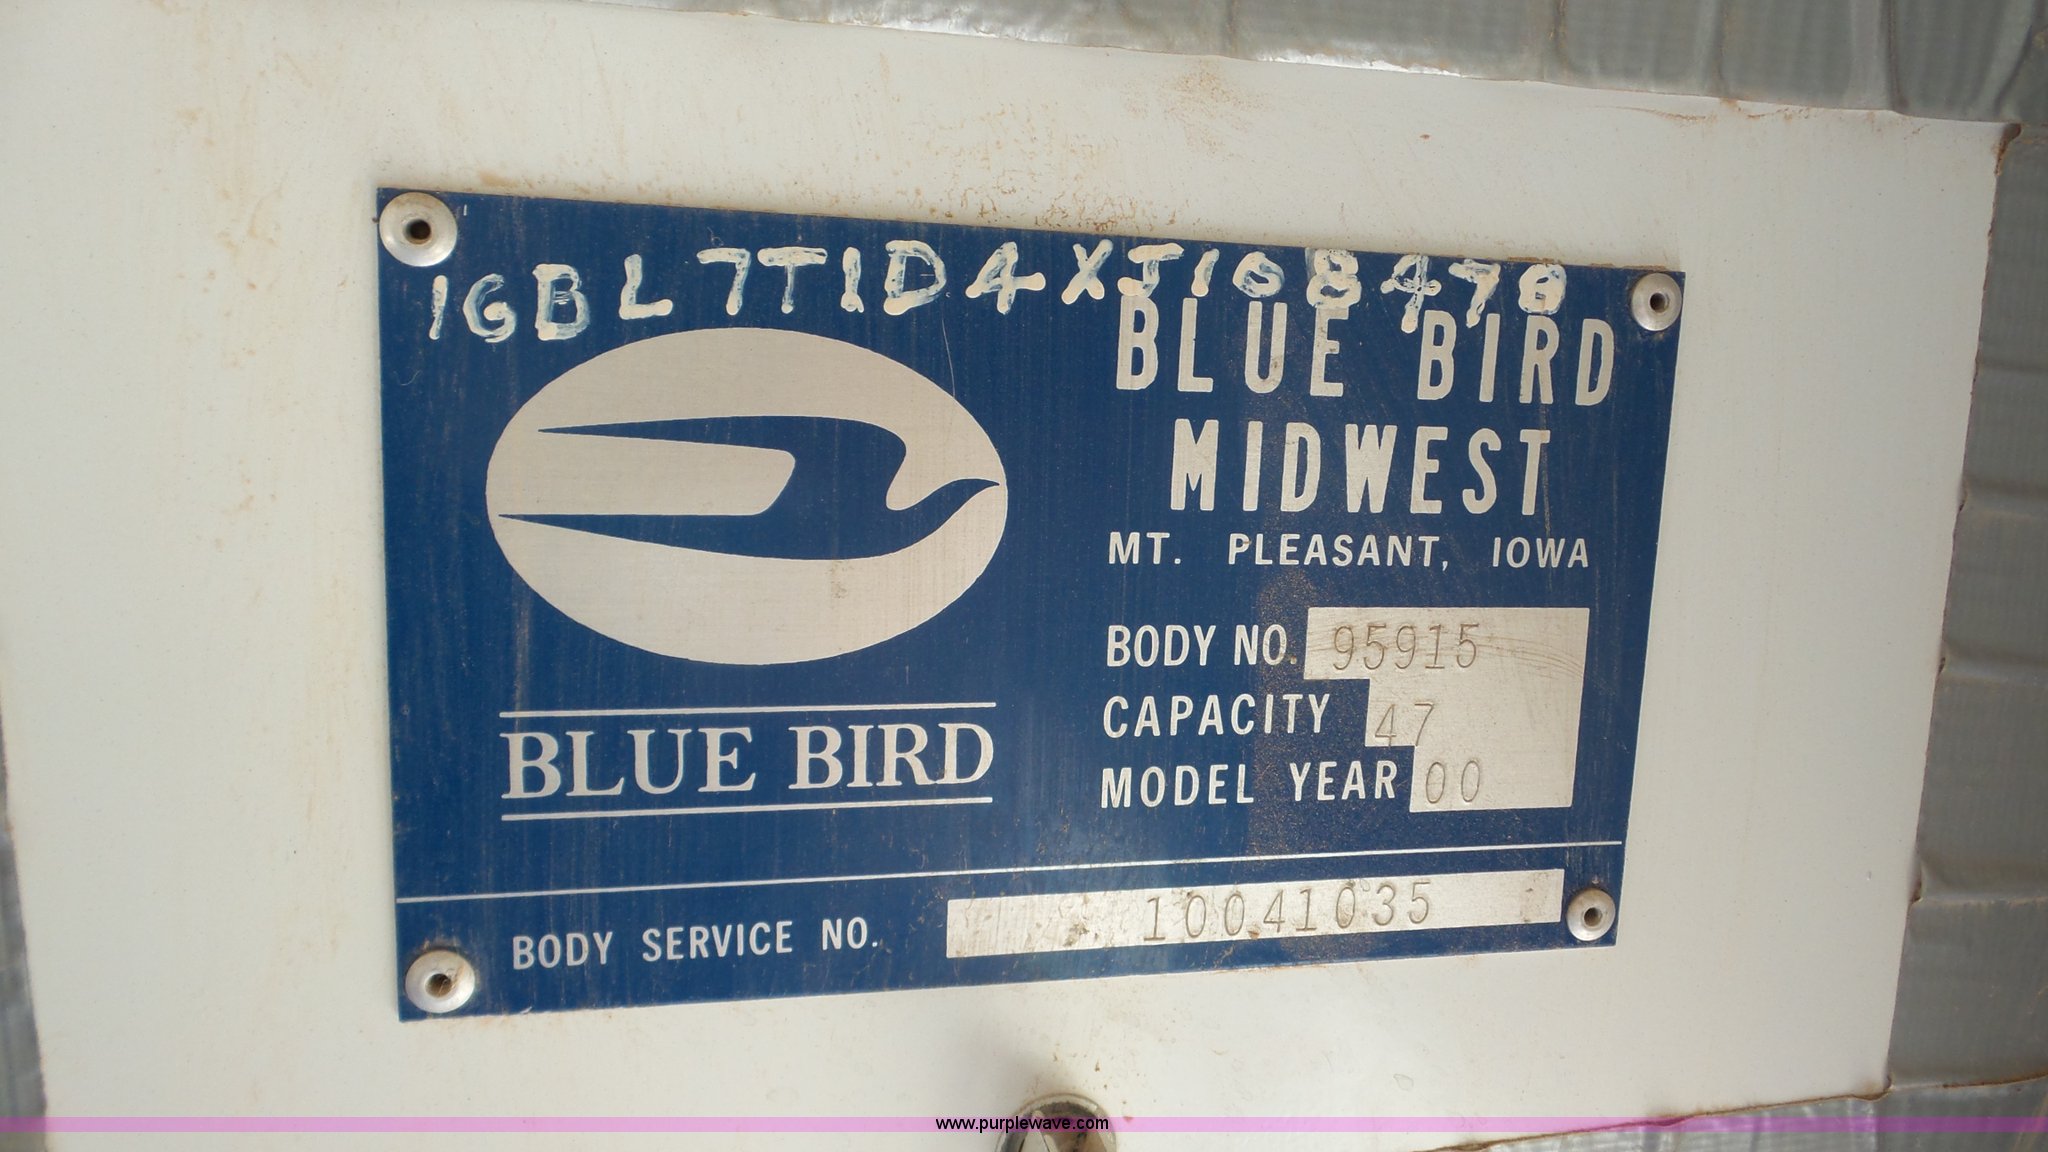 1GBL7T1D4XJ108478
BLUE BIRD
MIDWEST
MT. PLEASANT, IOWA
BODY NO. 95915
CAPACITY 47
MODEL YEAR 00
BLUE BIRD
BODY SERVICE NO. 10041035
www.purplewave.com